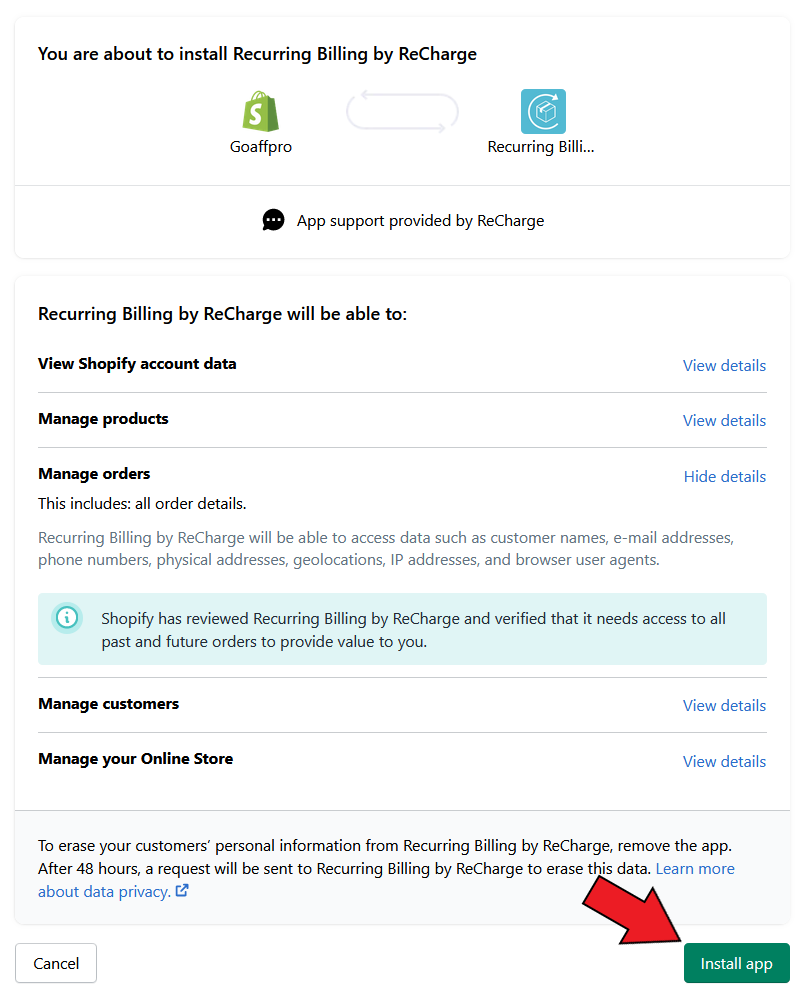 You are about to install Recurring Billing by ReCharge
Goaffpro
Recurring Billi...
App support provided by ReCharge
Recurring Billing by ReCharge will be able to:
View Shopify account data
View details
Manage products
View details
Manage orders
Hide details
This includes: all order details.
Recurring Billing by ReCharge will be able to access data such as customer names, e-mail addresses,
phone numbers, physical addresses, geolocations, IP addresses, and browser user agents.
Shopify has reviewed Recurring Billing by ReCharge and verified that it needs access to all
past and future orders to provide value to you.
Manage customers
View details
Manage your Online Store
View details
To erase your customers’ personal information from Recurring Billing by ReCharge, remove the app.
After 48 hours, a request will be sent to Recurring Billing by ReCharge to erase this data. Learn more
about data privacy.
Cancel
Install app